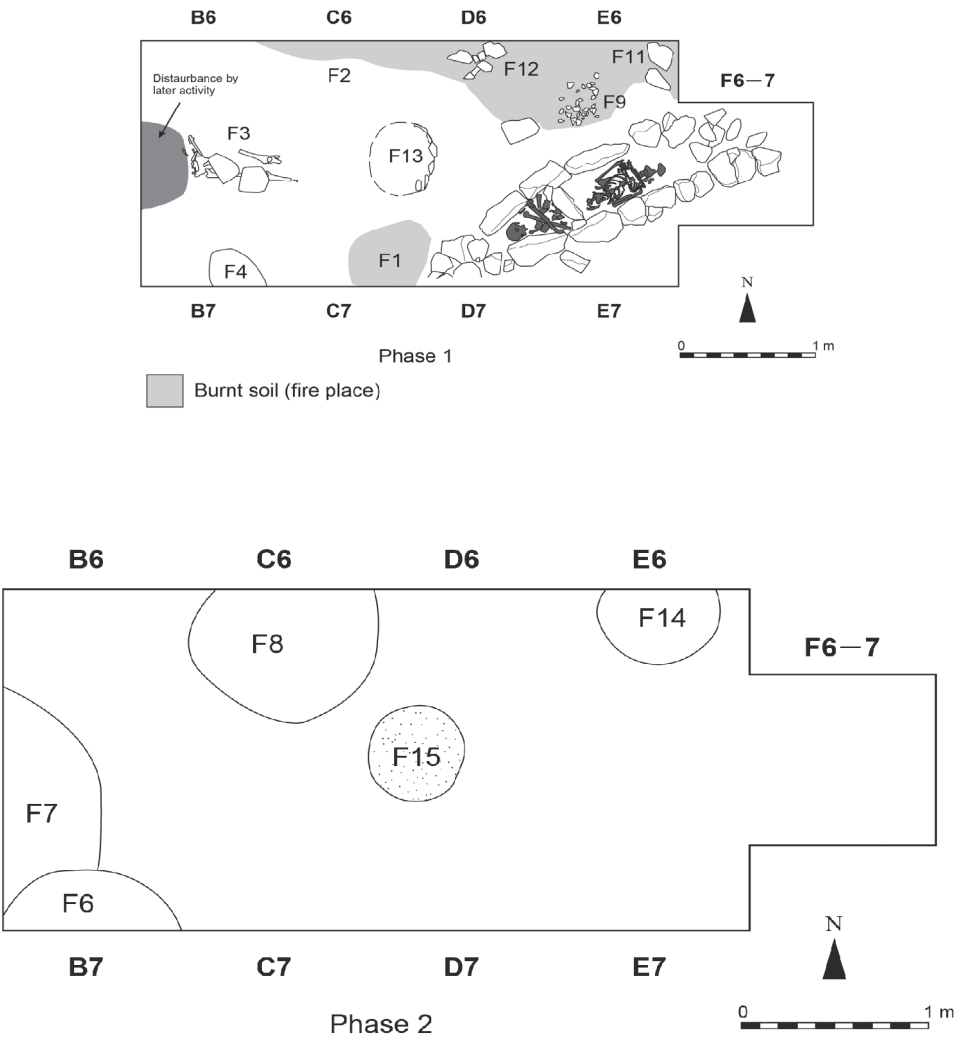 B6 C6 D6 E6
F11
F12
F2
F6—7
Distaurbance by
later activity
F9
F3
F13
F1
F4
B7 C7 D7 E7
N
0 1 m
Phase 1
Burnt soil (fire place)
B6 C6 D6 E6
F14
F8
F6—7
F15
F7
F6
N
B7 C7 D7 E7
0 1 m
Phase 2